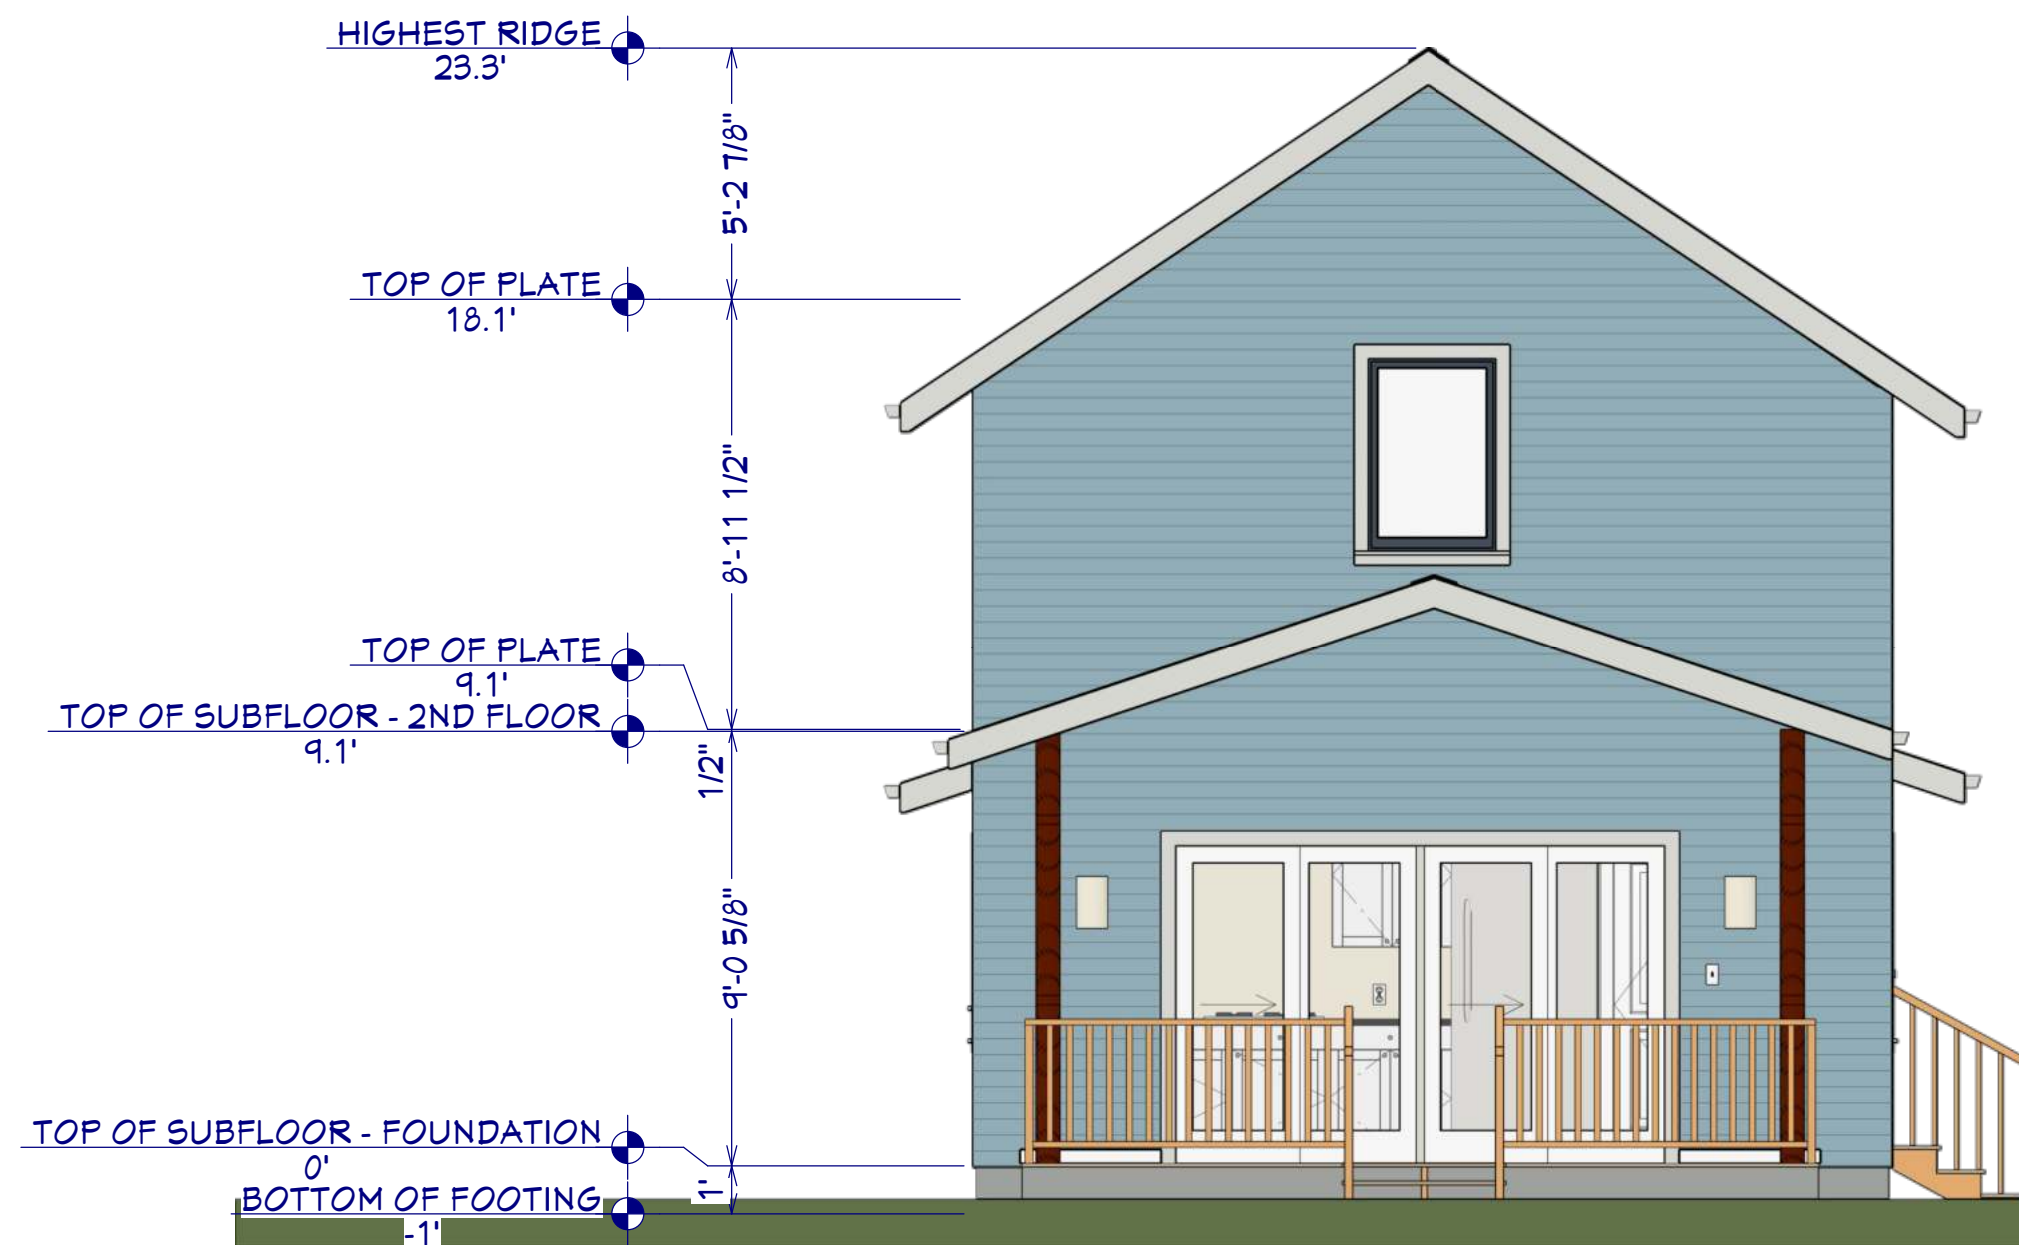 HIGHEST RIDGE
23.3'
5'-2 7/8"
TOP OF PLATE
18.1'
8'-11 1/2"
TOP OF PLATE
9.1'
TOP OF SUBFLOOR - 2ND FLOOR
9.1'
1/2"
9'-0 5/8"
TOP OF SUBFLOOR - FOUNDATION
0'
1'
BOTTOM OF FOOTING
-1'